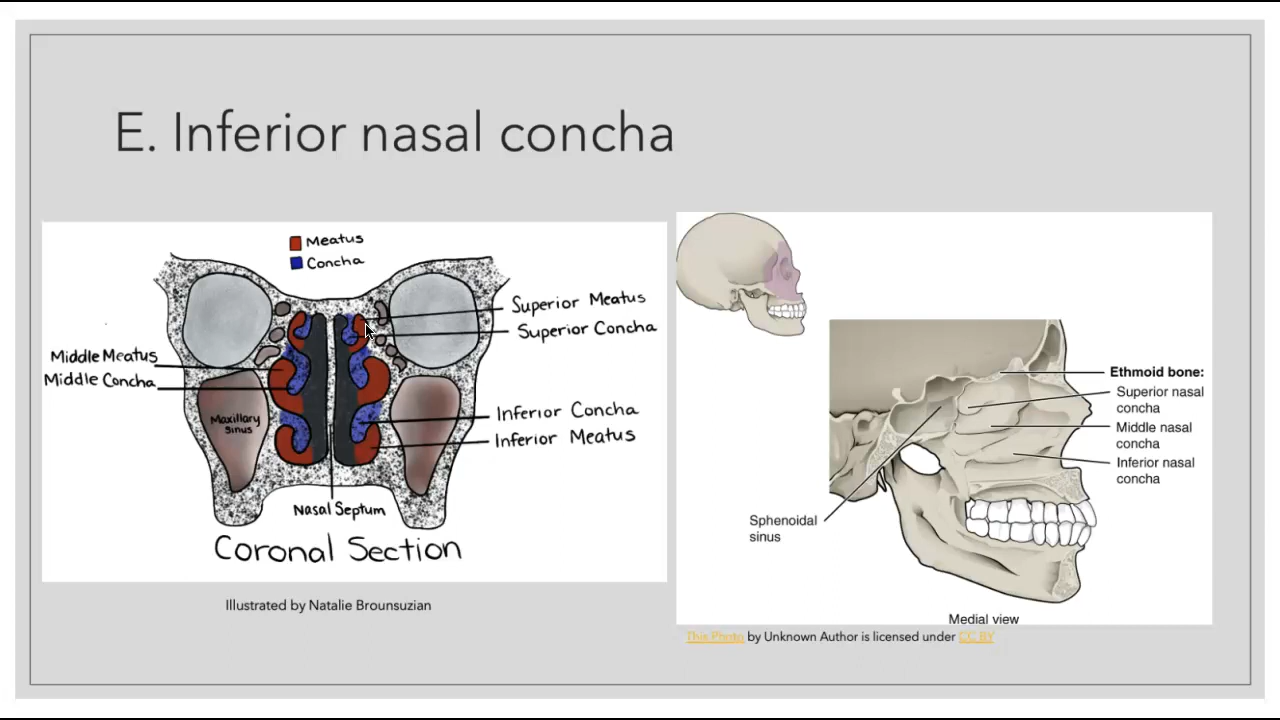 E. Inferior nasal concha
Meatus
Concha
Superior Meatus
Superior Concha
Middle Meatus
Middle Concha
Maxillary
sinus
Inferior Concha
Inferior Meatus
Nasal Septum
Coronal Section
Illustrated by Natalie Brounsuzian
Ethmoid bone:
Superior nasal
concha
Middle nasal
concha
Inferior nasal
concha
Sphenoidal
sinus
Medial view
This Photo by Unknown Author is licensed under CC BY